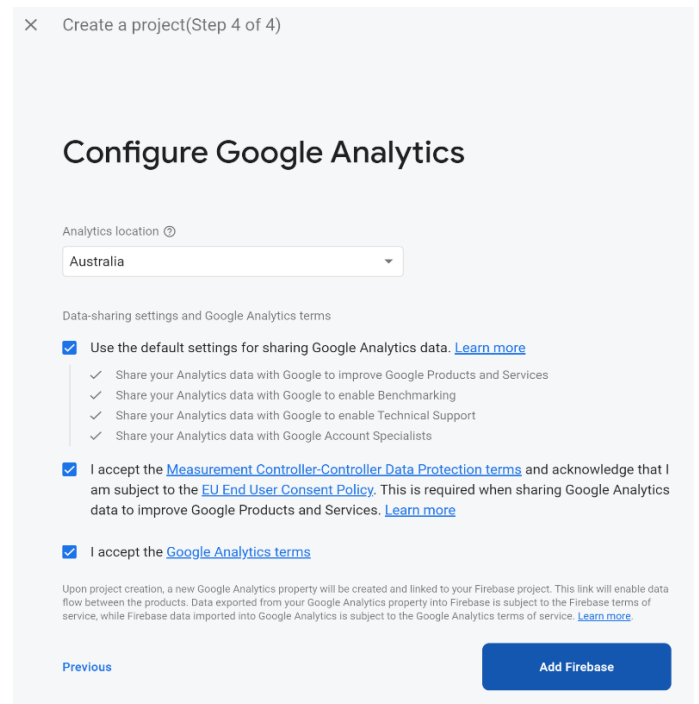 Create a project(Step 4 of 4)
Configure Google Analytics
Analytics location
Australia
Data-sharing settings and Google Analytics terms
Use the default settings for sharing Google Analytics data. Learn more
Share your Analytics data with Google to improve Google Products and Services
Share your Analytics data with Google to enable Benchmarking
Share your Analytics data with Google to enable Technical Support
Share your Analytics data with Google Account Specialists
I accept the Measurement Controller-Controller Data Protection terms and acknowledge that I
am subject to the EU End User Consent Policy. This is required when sharing Google Analytics
data to improve Google Products and Services. Learn more
I accept the Google Analytics terms
Upon project creation, a new Google Analytics property will be created and linked to your Firebase project. This link will enable data
flow between the products. Data exported from your Google Analytics property into Firebase is subject to the Firebase terms of
service, while Firebase data imported into Google Analytics is subject to the Google Analytics terms of service. Learn more.
Previous
Add Firebase